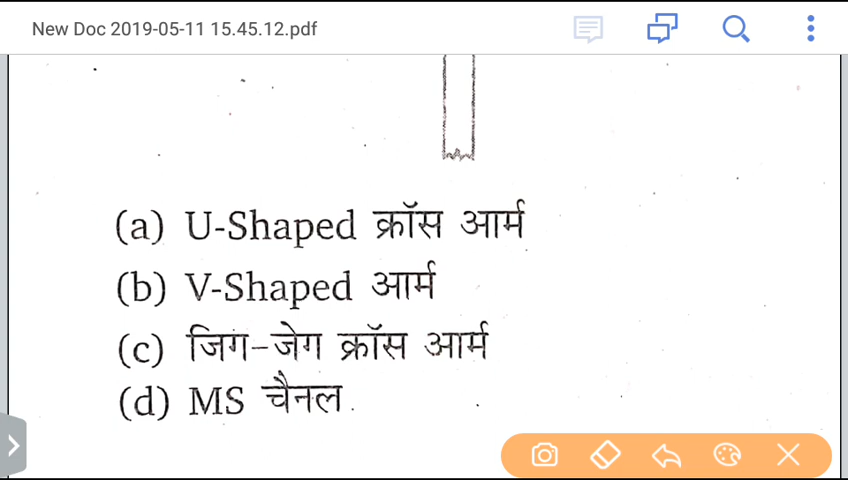 New Doc 2019-05-11 15.45.12.pdf
(a) U-Shaped क्रॉस आर्म
(b) V-Shaped आर्म
(c) जिग-जेग क्रॉस आर्म
(d) MS चैनल